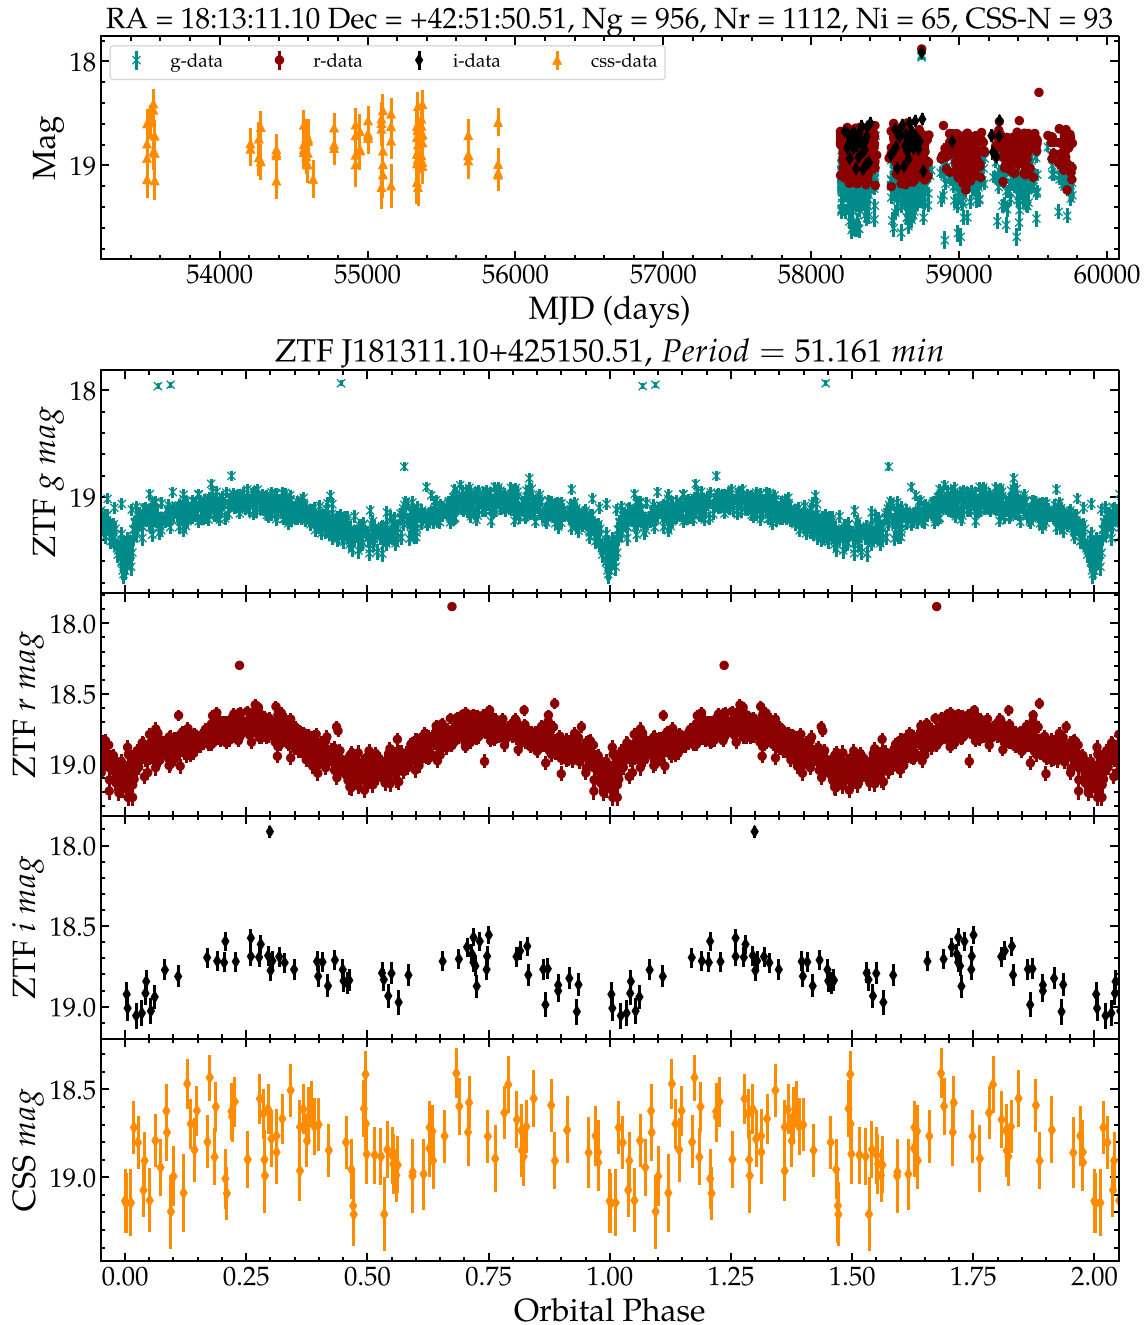 RA = 18:13:11.10 Dec = +42:51:50.51, Ng = 956, Nr = 1112, Ni = 65, CSS-N = 93
g-data r-data i-data css-data
Mag
18
19
54000 55000 56000 57000 58000 59000 60000
MJD (days)
ZTF J181311.10+425150.51, Period = 51.161 min
ZTF g mag
18
19
ZTF r mag
18.0
18.5
19.0
ZTF i mag
18.0
18.5
19.0
CSS mag
18.5
19.0
0.00 0.25 0.50 0.75 1.00 1.25 1.50 1.75 2.00
Orbital Phase